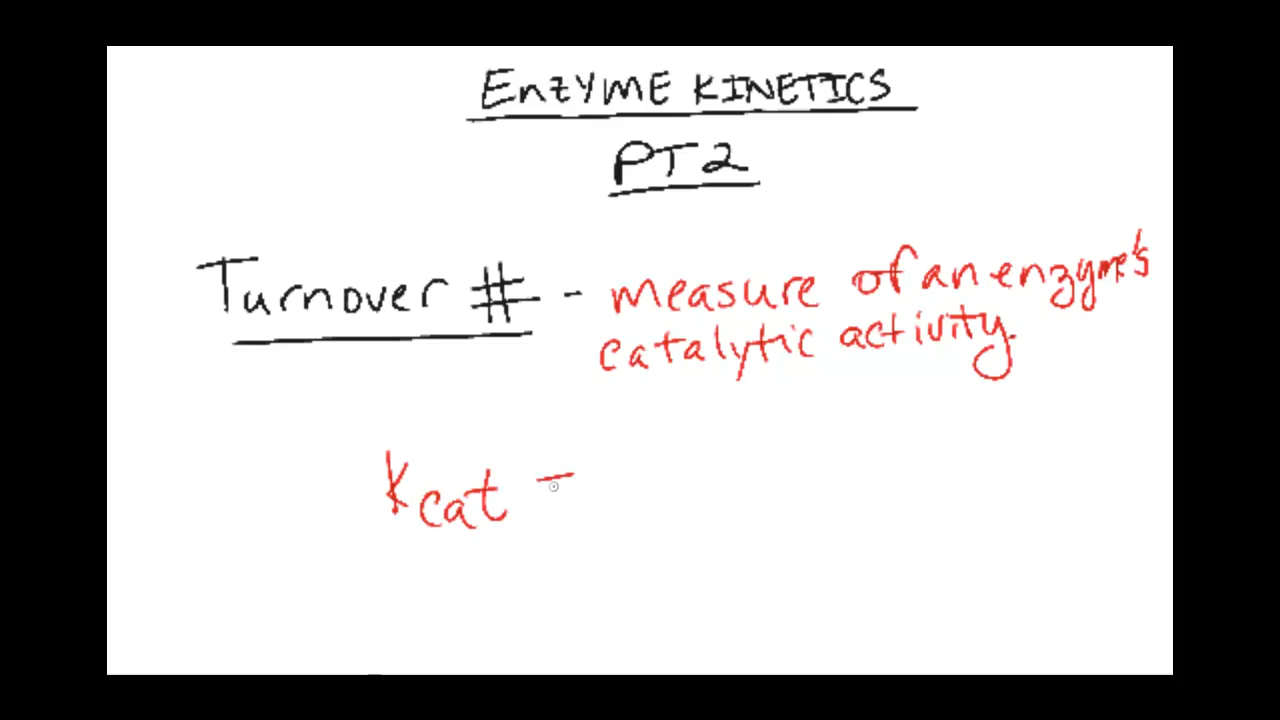 ENZYME KINETICS
PT 2
Turnover # - measure of an enzyme's
catalytic activity.
kcat -